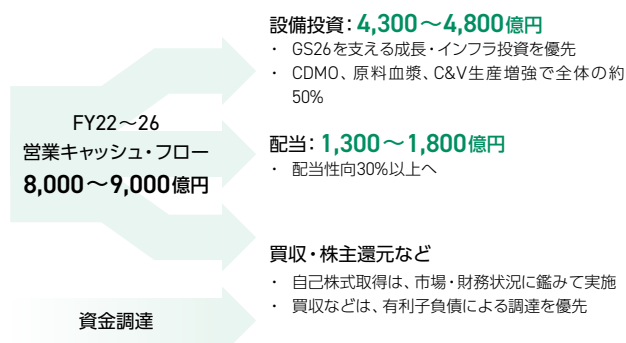 設備投資：4,300～4,800億円
・ GS26を支える成長・インフラ投資を優先
・ CDMO、原料血漿、C&V生産増強で全体の約
50%
FY22～26
営業キャッシュ・フロー
8,000～9,000億円
配当：1,300～1,800億円
・ 配当性向30%以上へ
買収・株主還元など
・ 自己株式取得は、市場・財務状況に鑑みて実施
・ 買収などは、有利子負債による調達を優先
資金調達